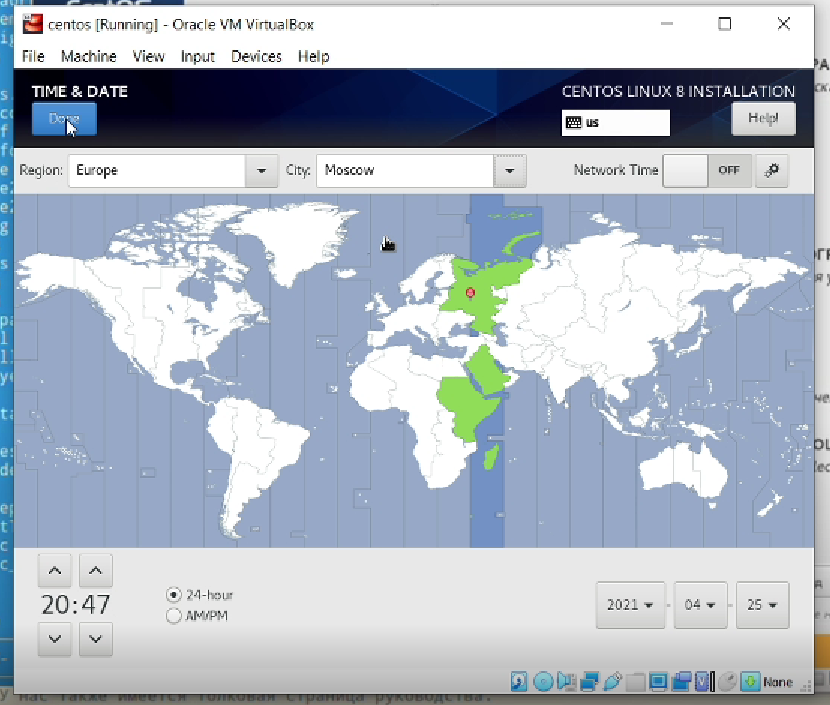 centos [Running] - Oracle VM VirtualBox
File Machine View Input Devices Help
TIME & DATE
CENTOS LINUX 8 INSTALLATION
Done
us
Help!
Region: Europe City: Moscow Network Time OFF
20:47
24-hour
AM/PM
2021 - 04 - 25
None
нас также имеется толковая страница руководства.